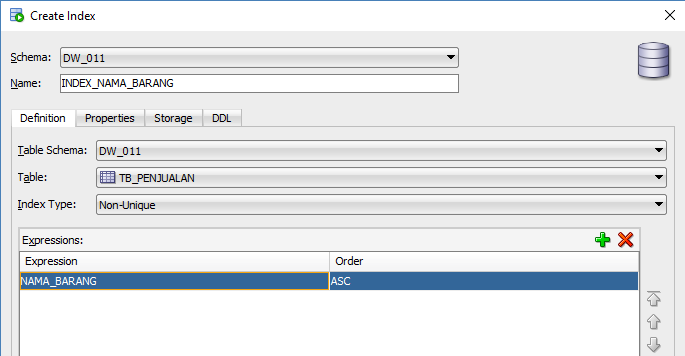 Create Index
Schema: DW_011
Name: INDEX_NAMA_BARANG
Definition Properties Storage DDL
Table Schema: DW_011
Table: TB_PENJUALAN
Index Type: Non-Unique
Expressions:
Expression Order
NAMA_BARANG ASC